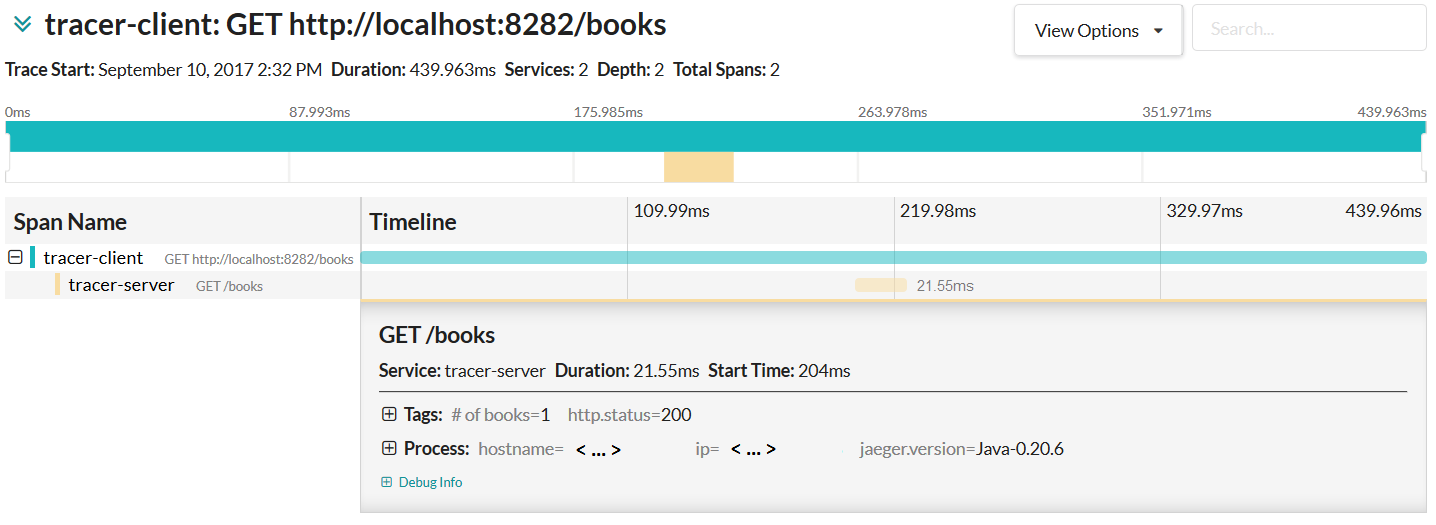 tracer-client: GET http://localhost:8282/books
View Options
Search...
Trace Start: September 10, 2017 2:32 PM Duration: 439.963ms Services: 2 Depth: 2 Total Spans: 2
0ms 87.993ms 175.985ms 263.978ms 351.971ms 439.963ms
Span Name Timeline 109.99ms 219.98ms 329.97ms 439.96ms
tracer-client GET http://localhost:8282/books
tracer-server GET /books 21.55ms
GET /books
Service: tracer-server Duration: 21.55ms Start Time: 204ms
Tags: # of books=1 http.status=200
Process: hostname= < ... > ip= < ... > jaeger.version=Java-0.20.6
Debug Info